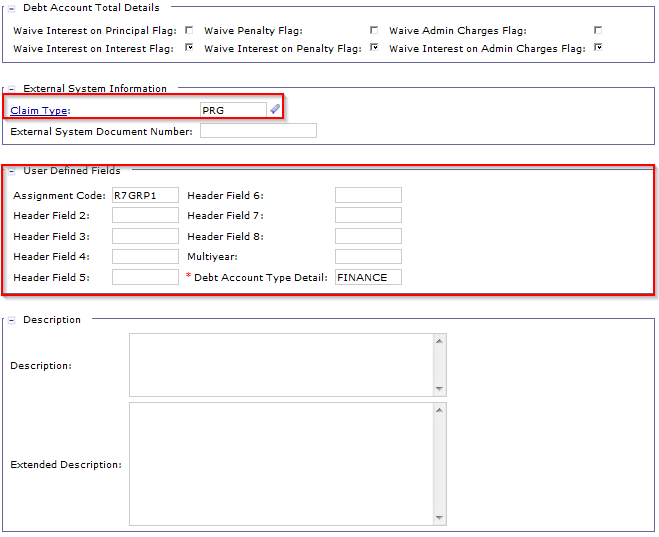 Debt Account Total Details
Waive Interest on Principal Flag: Waive Penalty Flag: Waive Admin Charges Flag:
Waive Interest on Interest Flag: Waive Interest on Penalty Flag: Waive Interest on Admin Charges Flag:
External System Information
Claim Type: PRG
External System Document Number:
User Defined Fields
Assignment Code: R7GRP1 Header Field 6:
Header Field 2: Header Field 7:
Header Field 3: Header Field 8:
Header Field 4: Multiyear:
Header Field 5: * Debt Account Type Detail: FINANCE
Description
Description:
Extended Description: